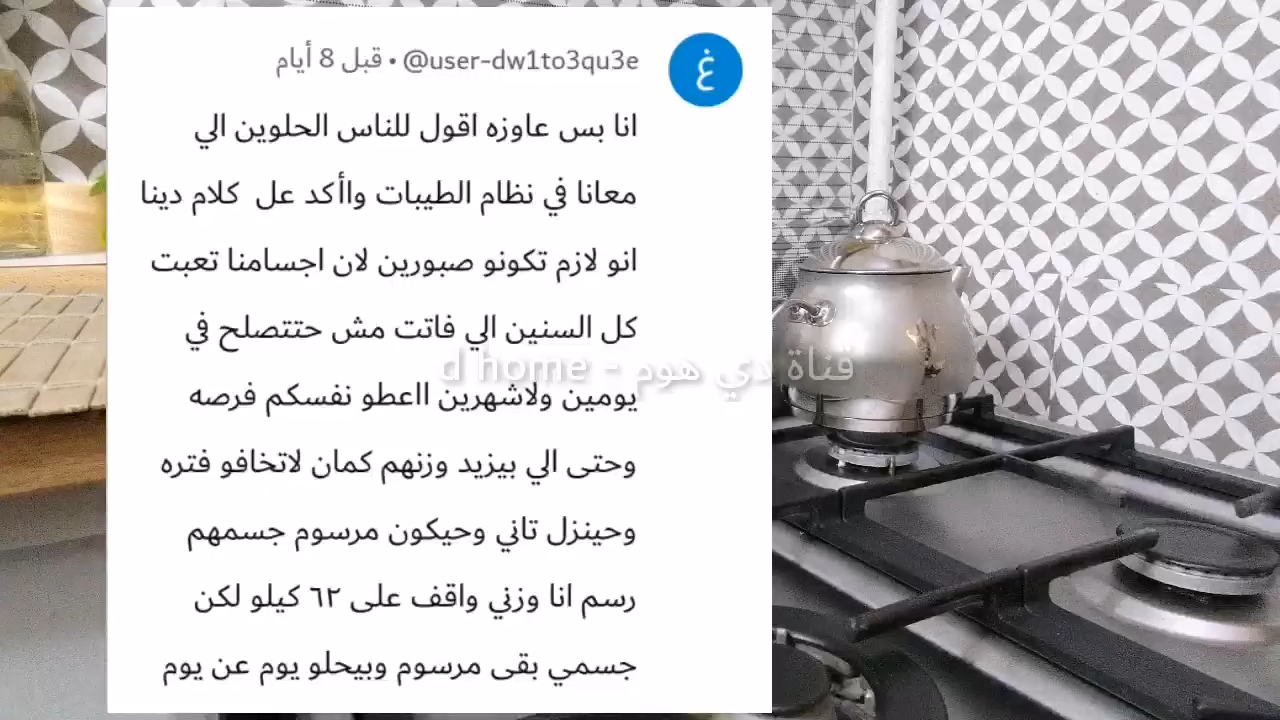 @user-dw1to3qu3e • قبل 8 أيام
غ
انا بس عاوزه اقول للناس الحلوين الي
معانا في نظام الطيبات واأكد عل كلام دينا
انو لازم تكونو صبورين لان اجسامنا تعبت
كل السنين الي فاتت مش حتتصلح في
قناة دي هوم - d home
يومين ولاشهرين ااعطو نفسكم فرصه
وحتى الي بيزيد وزنهم كمان لاتخافو فتره
وحينزل تاني وحيكون مرسوم جسمهم
رسم انا وزني واقف على ٦٢ كيلو لكن
جسمي بقى مرسوم وبيحلو يوم عن يوم